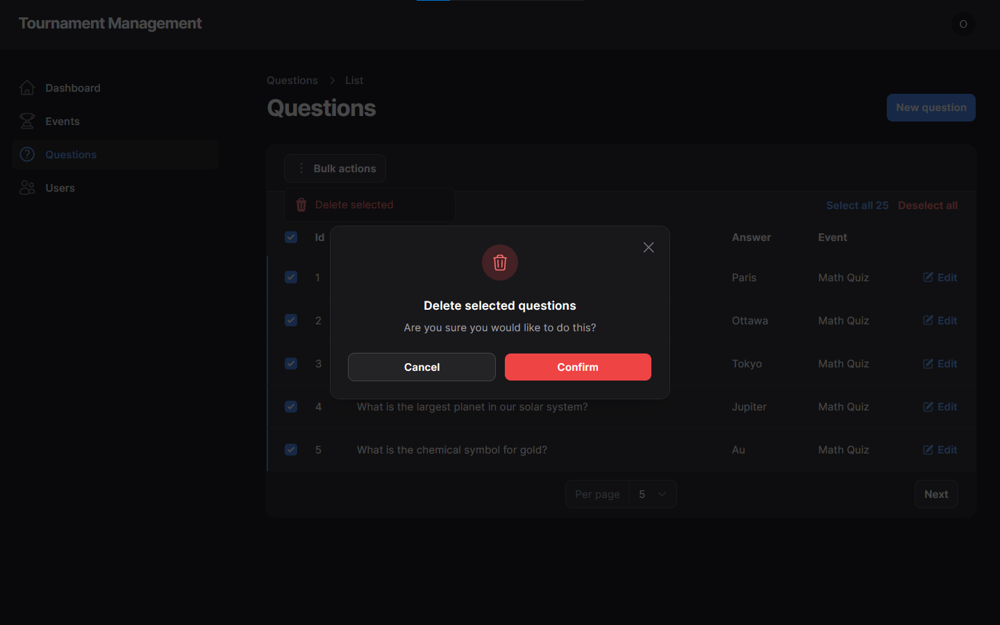 Tournament Management
O
Dashboard
Events
Questions
Users
Questions > List
Questions
New question
Bulk actions
Delete selected
Select all 25 Deselect all
Id Answer Event
1 Paris Math Quiz Edit
2 Ottawa Math Quiz Edit
3 Tokyo Math Quiz Edit
4 What is the largest planet in our solar system? Jupiter Math Quiz Edit
5 What is the chemical symbol for gold? Au Math Quiz Edit
Per page 5
Next
Delete selected questions
Are you sure you would like to do this?
Cancel Confirm